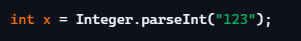 int x = Integer.parseInt("123");